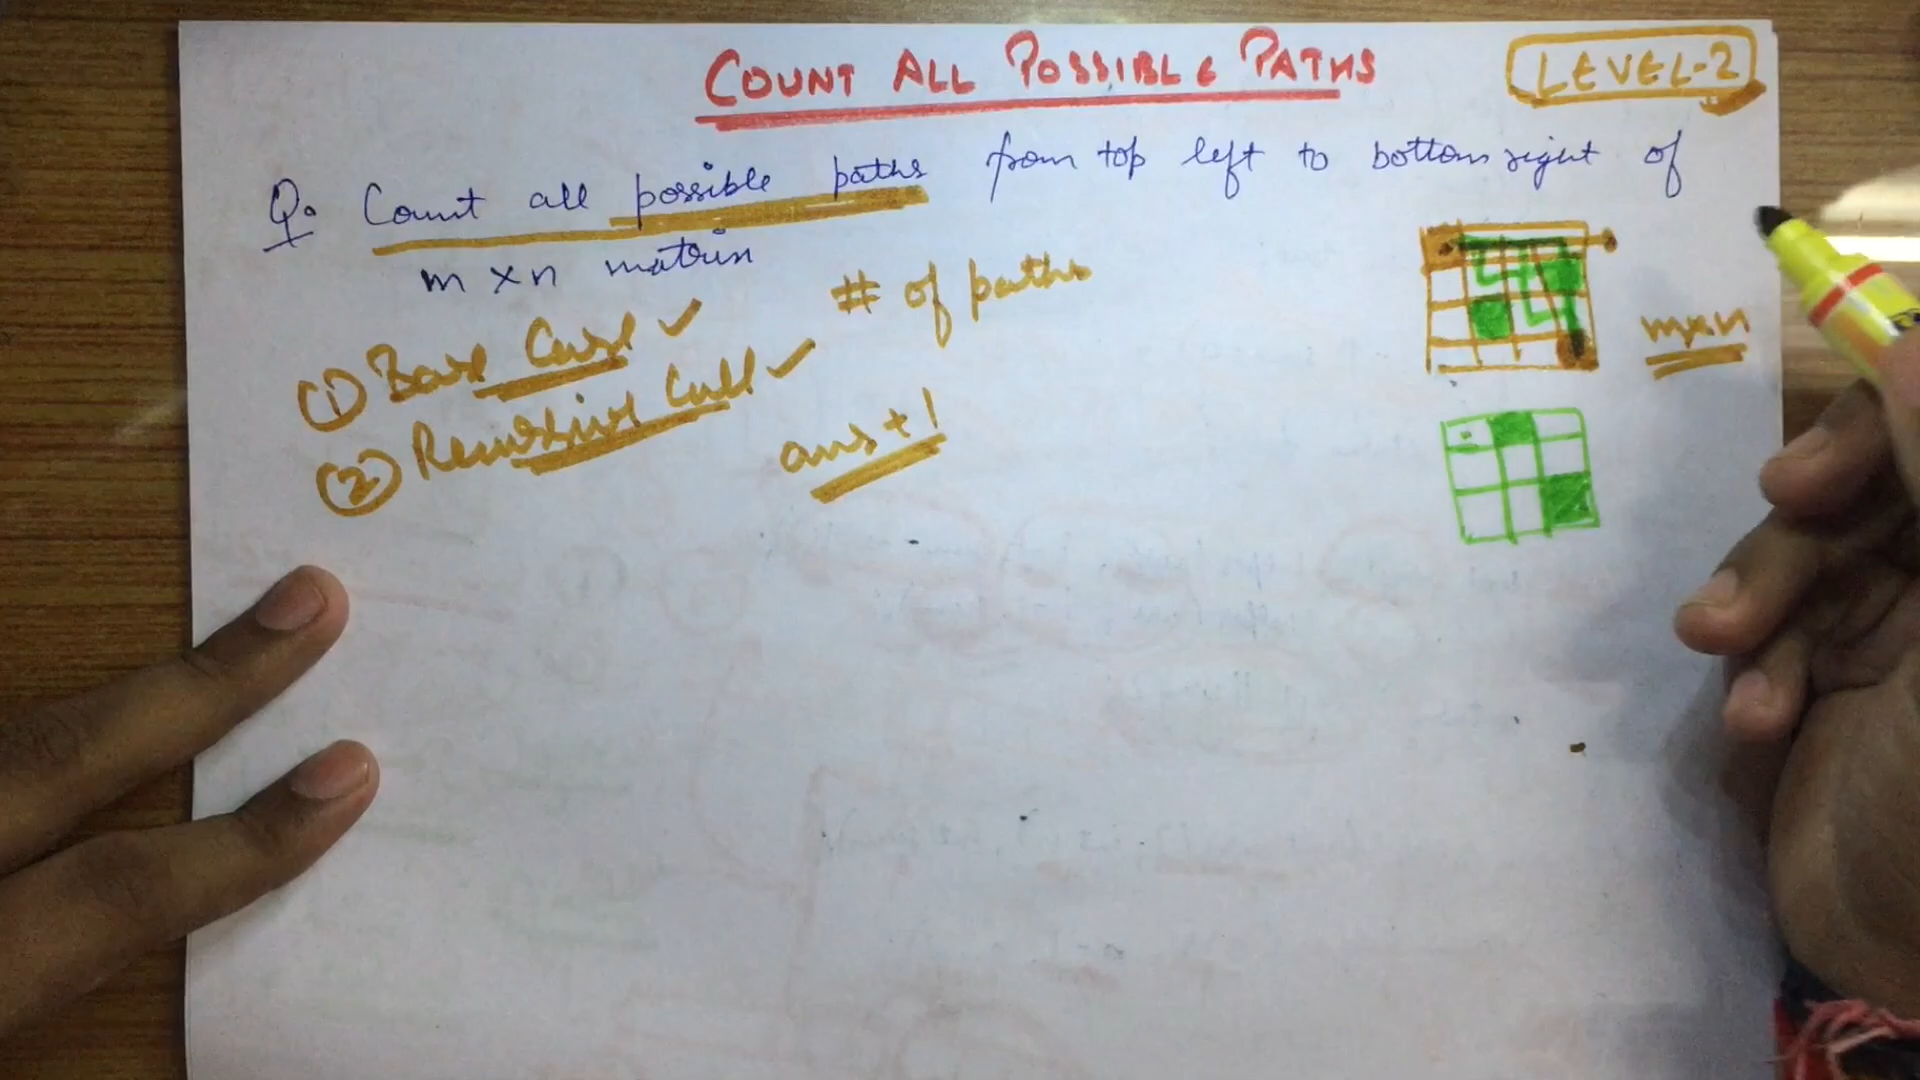 COUNT ALL POSSIBLE PATHS
LEVEL-2
Q. Count all possible paths from top left to bottom right of
m x n matrix
# of paths
(1) Base Case ✓
(2) Recursive Call ✓
ans + 1
mxn